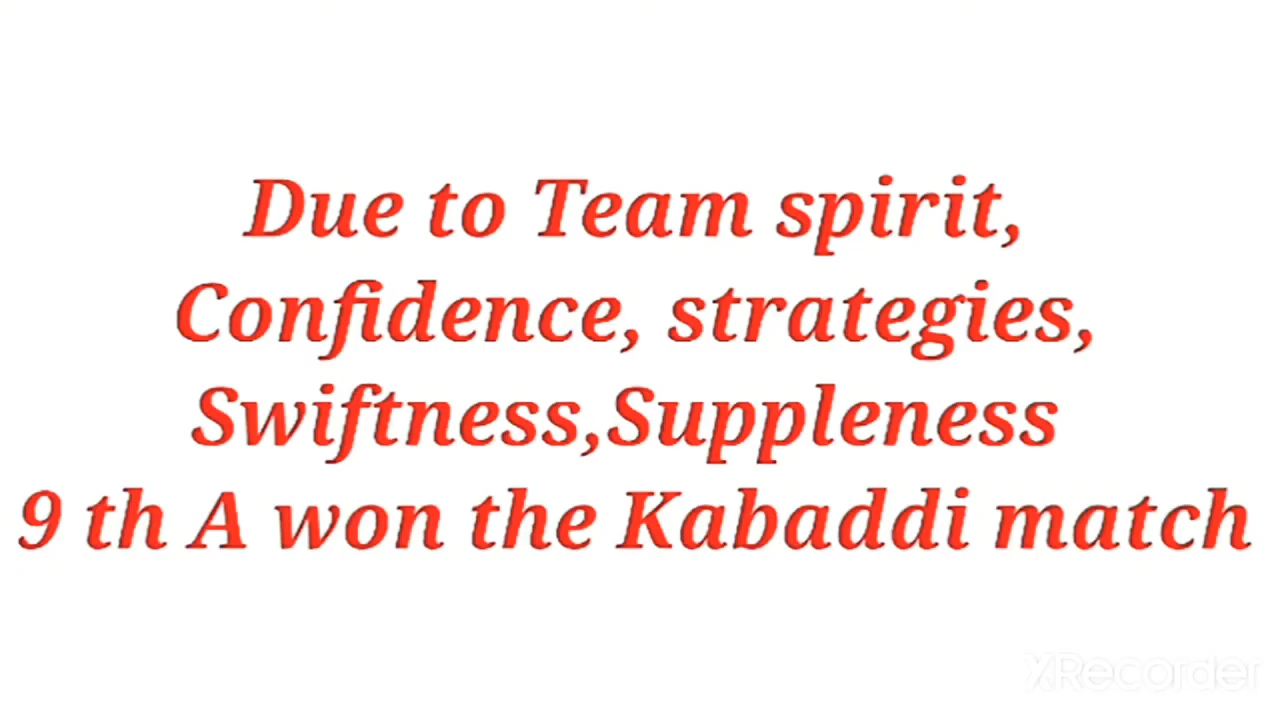 Due to Team spirit,
Confidence, strategies,
Swiftness,Suppleness
9 th A won the Kabaddi match
XRecorder